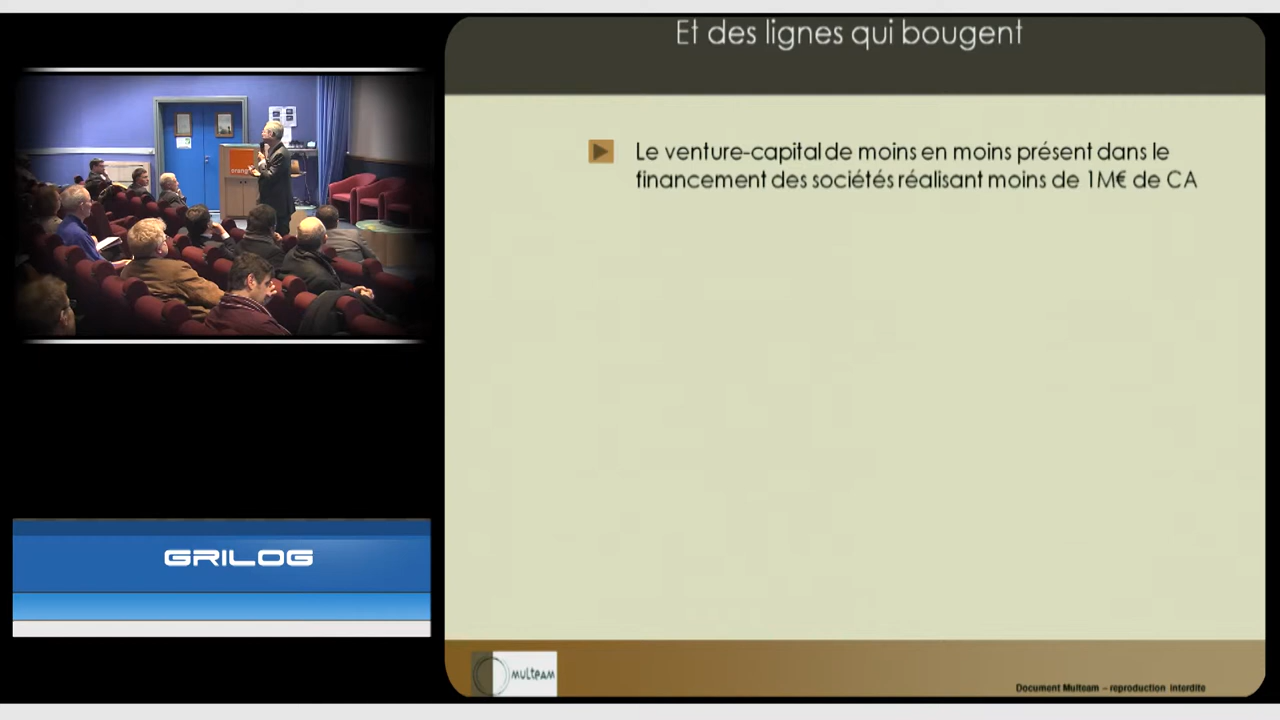 Et des lignes qui bougent
Le venture-capital de moins en moins présent dans le
financement des sociétés réalisant moins de 1M€ de CA
orange
GRILOG
multeam
Document Multeam – reproduction interdite